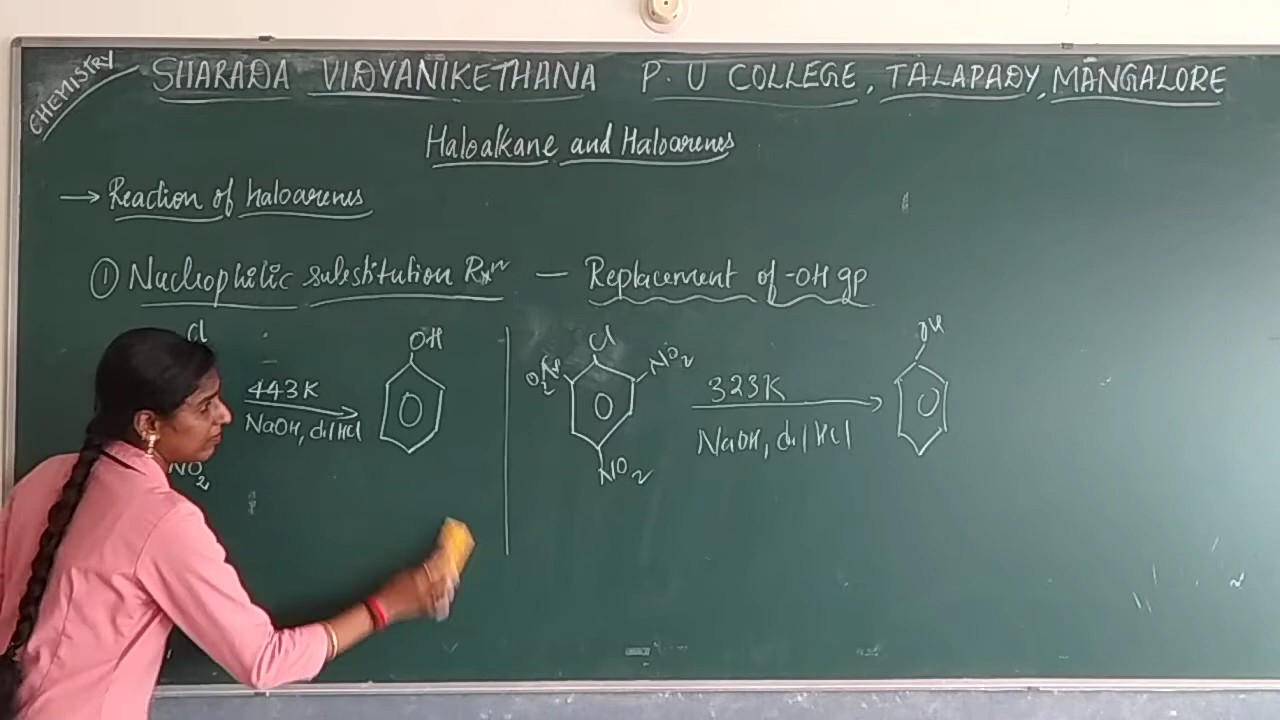 CHEMISTRY
SHARADA VIDYANIKETHANA P.U COLLEGE, TALAPADY, MANGALORE
Haloalkane and Haloarenes
→ Reaction of haloarenes
① Nucleophilic substitution Rxn — Replacement of -OH gp
Cl
443K
NaOH, dil HCl
OH
NO2
Cl
O2N
NO2
NO2
323K
NaOH, dil HCl
OH